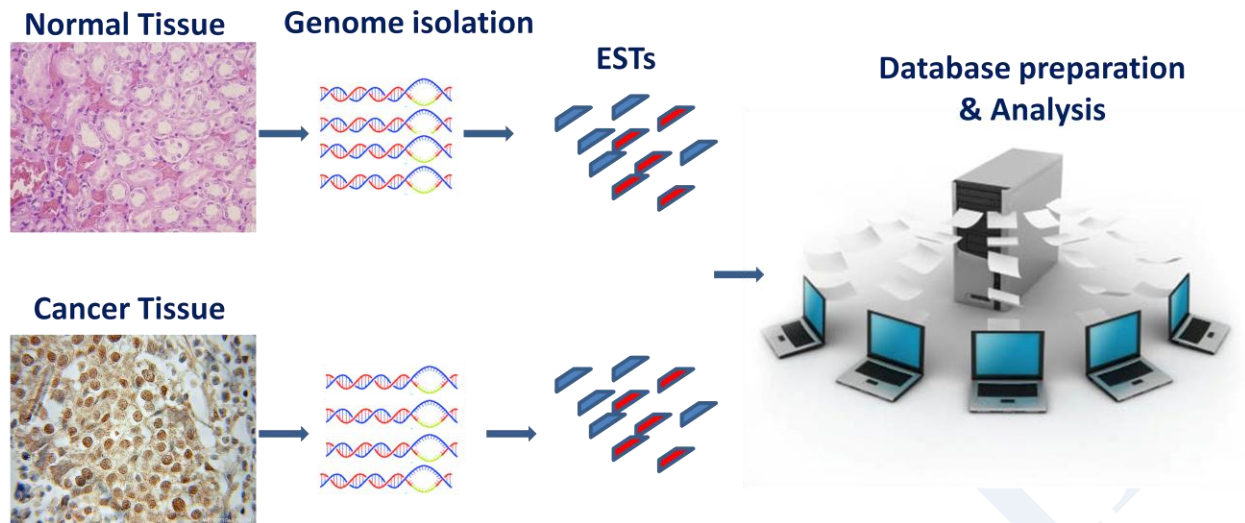 Normal Tissue
Genome isolation
ESTs
Database preparation
& Analysis
Cancer Tissue